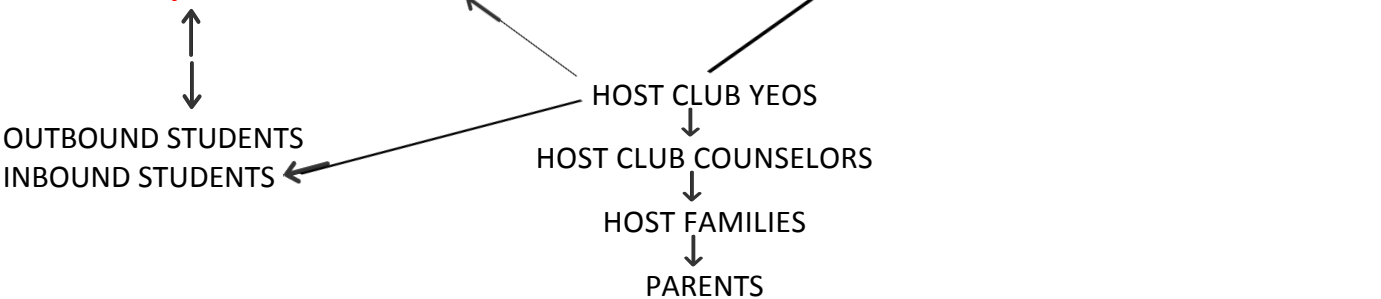 HOST CLUB YEOS
OUTBOUND STUDENTS
HOST CLUB COUNSELORS
INBOUND STUDENTS
HOST FAMILIES
PARENTS